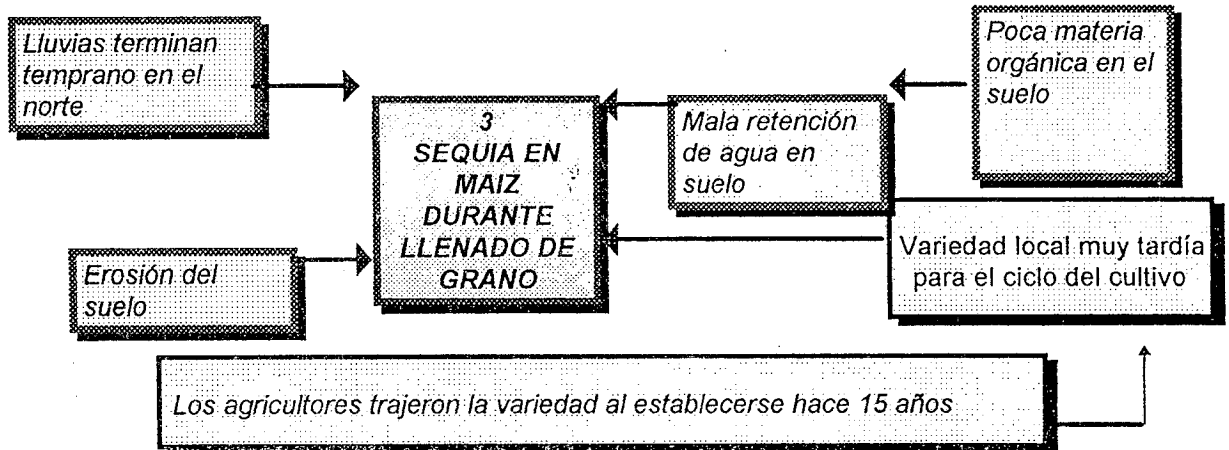 Lluvias terminan
temprano en el
norte
3
SEQUIA EN
MAIZ
DURANTE
LLENADO DE
GRANO
Mala retención
de agua en
suelo
Poca materia
orgánica en el
suelo
Erosión del
suelo
Variedad local muy tardía
para el ciclo del cultivo
Los agricultores trajeron la variedad al establecerse hace 15 años